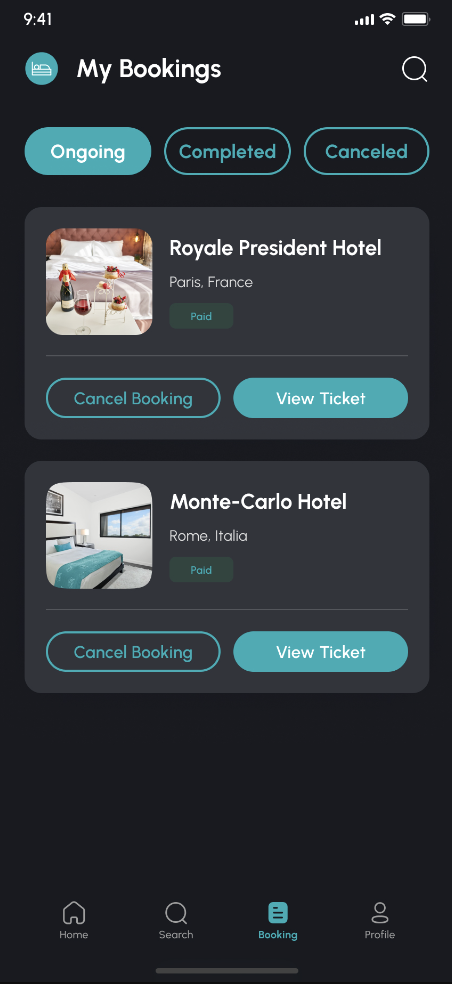 9:41
My Bookings
Ongoing
Completed
Canceled
Royale President Hotel
Paris, France
Paid
Cancel Booking
View Ticket
Monte-Carlo Hotel
Rome, Italia
Paid
Cancel Booking
View Ticket
Home
Search
Booking
Profile